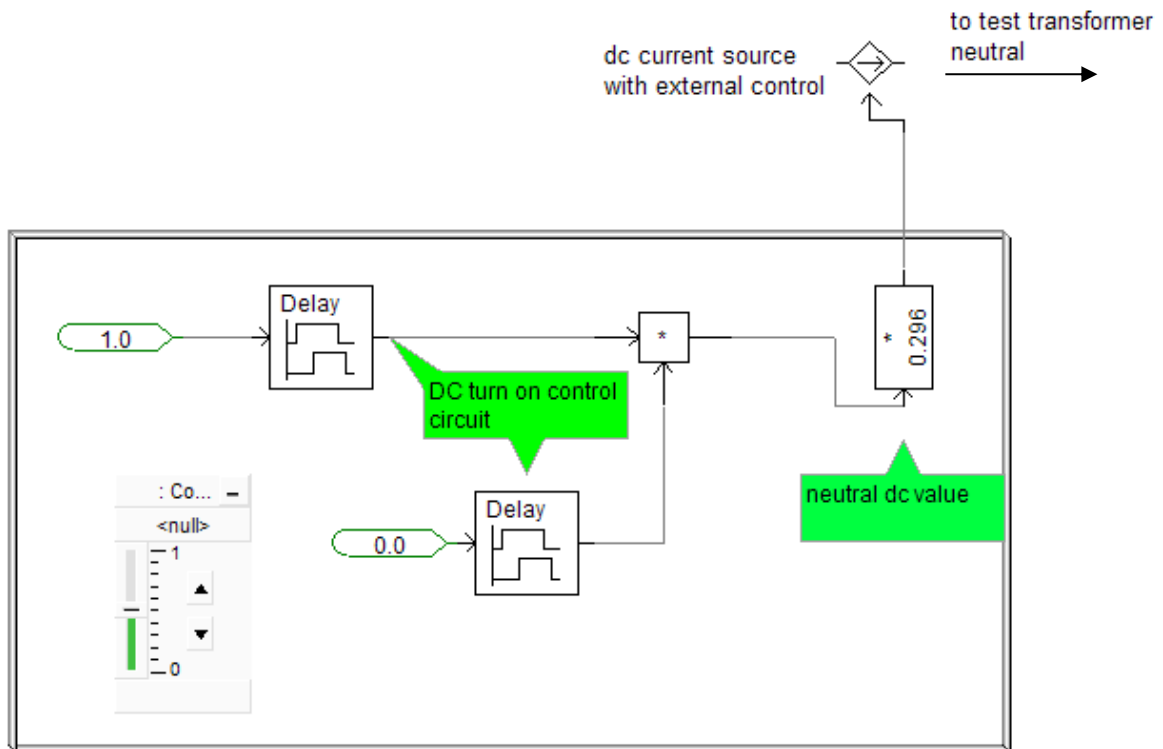 to test transformer
neutral
dc current source
with external control
Delay
1.0
*
* 0.296
DC turn on control
circuit
: Co... –
<null>
1
0
Delay
0.0
neutral dc value